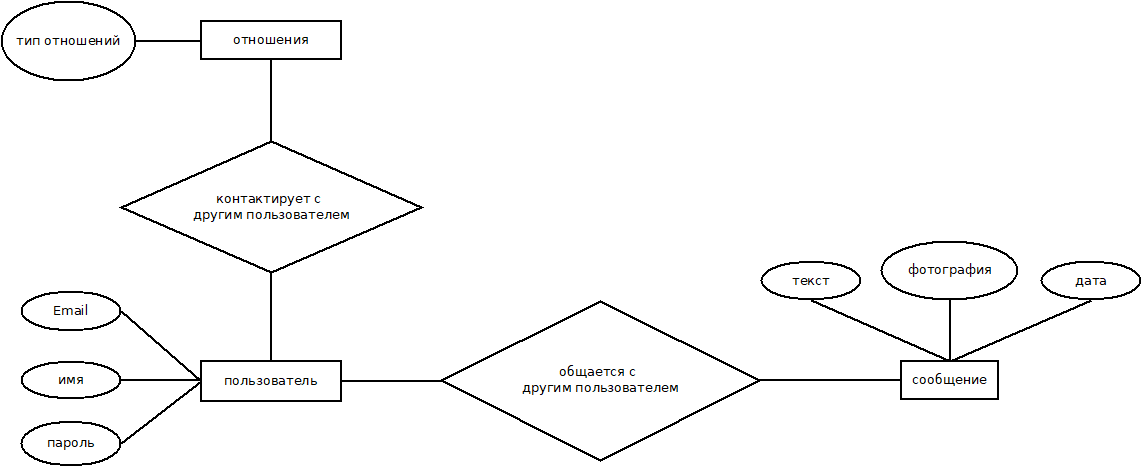 тип отношений
отношения
контактирует с
другим пользователем
Email
имя
пароль
пользователь
общается с
другим пользователем
текст
фотография
дата
сообщение